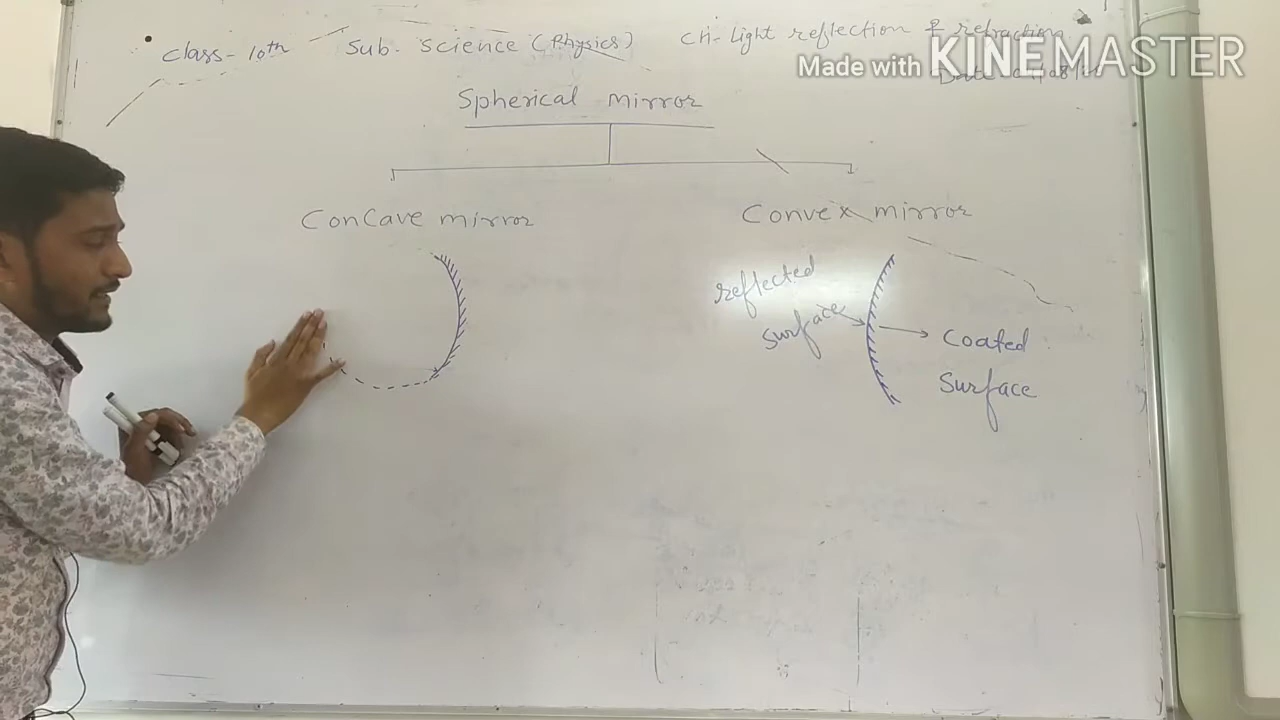 Class-10th Sub. Science (Physics) CH-Light reflection & refraction
Made with KINEMASTER
Date
Spherical mirror
Concave mirror
Convex mirror
reflected
surface
Coated
Surface